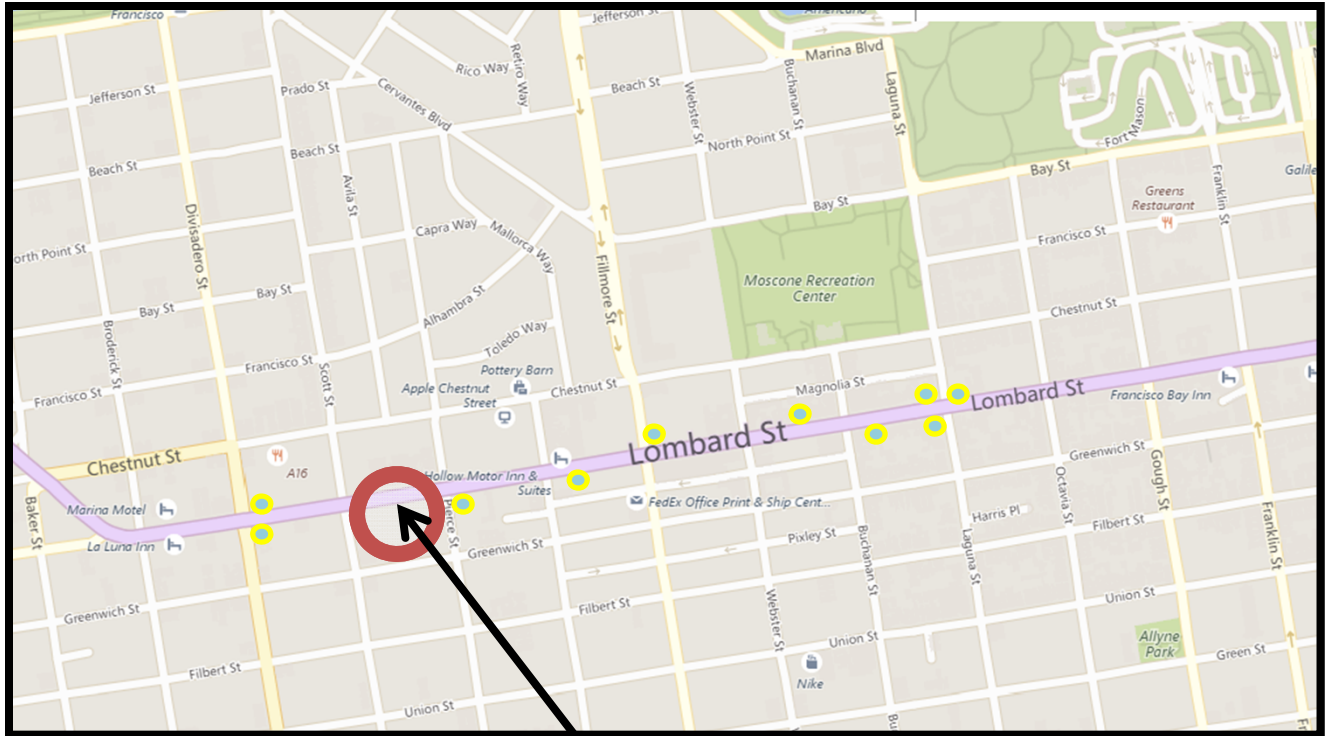 Francisco
Jefferson St
Marina Blvd
Retiro Way
Rico Way
Jefferson St
Prado St
Cervantes Blvd
Beach St
Webster St
Buchanan St
Laguna St
Fort Mason
North Point St
Beach St
Beach St
Bay St
Franklin St
Avila St
Greens
Restaurant
Bay St
Divisadero St
Capra Way
Mallorca Way
Francisco St
Fillmore St
Moscone Recreation
Center
Bay St
Bay St
Alhambra St
Chestnut St
Broderick St
Toledo Way
Francisco St
Scott St
Pottery Barn
Apple Chestnut
Street
Chestnut St
Magnolia St
Francisco St
Lombard St
Francisco Bay Inn
Lombard St
Chestnut St
A16
Hollow Motor Inn &
Suites
Greenwich St
Gough St
Octavia St
Marina Motel
Baker St
Pierce St
FedEx Office Print & Ship Cent...
Harris Pl
Filbert St
Franklin St
La Luna Inn
Greenwich St
Pixley St
Buchanan St
Laguna St
Greenwich St
Filbert St
Webster St
Union St
Union St
Allyne
Park
Green St
Filbert St
Nike
Union St